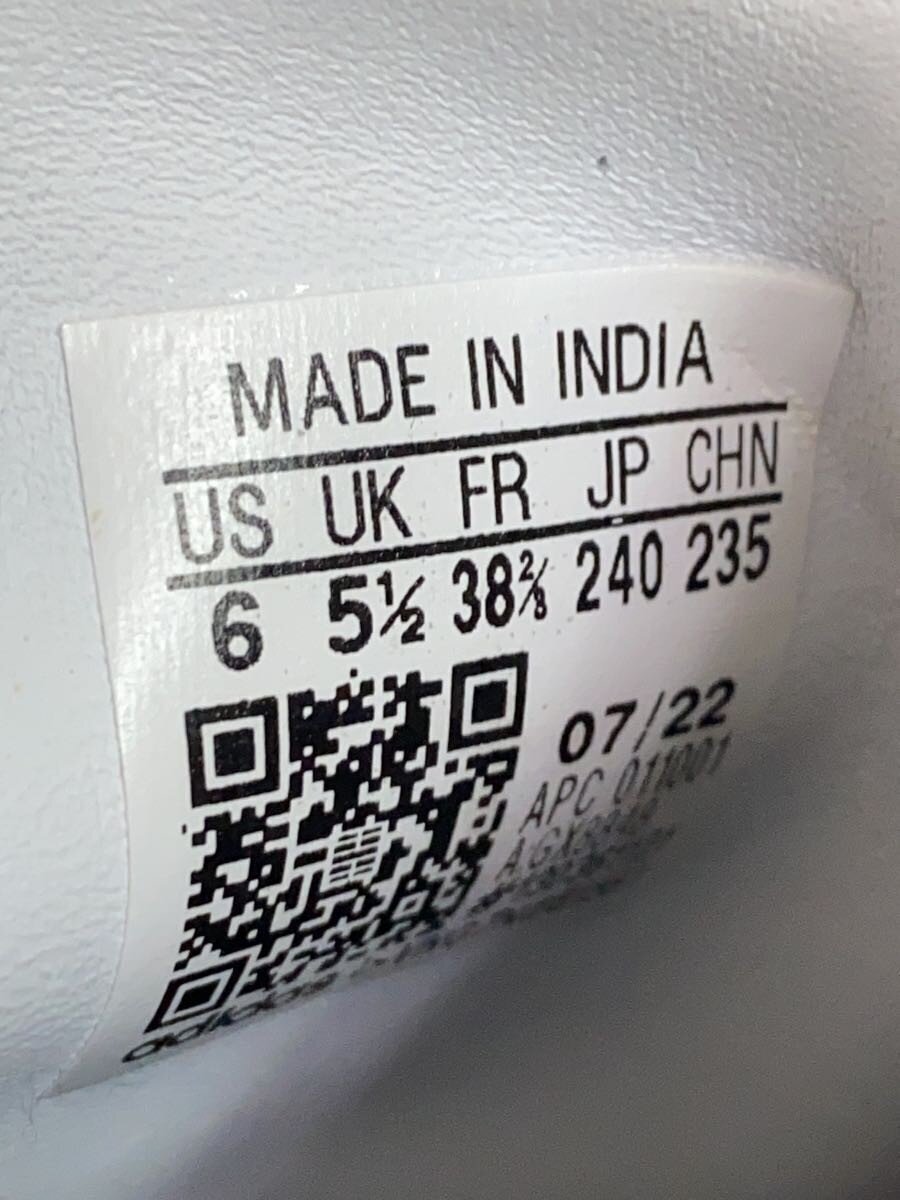 MADE IN INDIA
US UK FR JP CHN
6 5½ 38⅔ 240 235
07/22
APC 011001
adidas